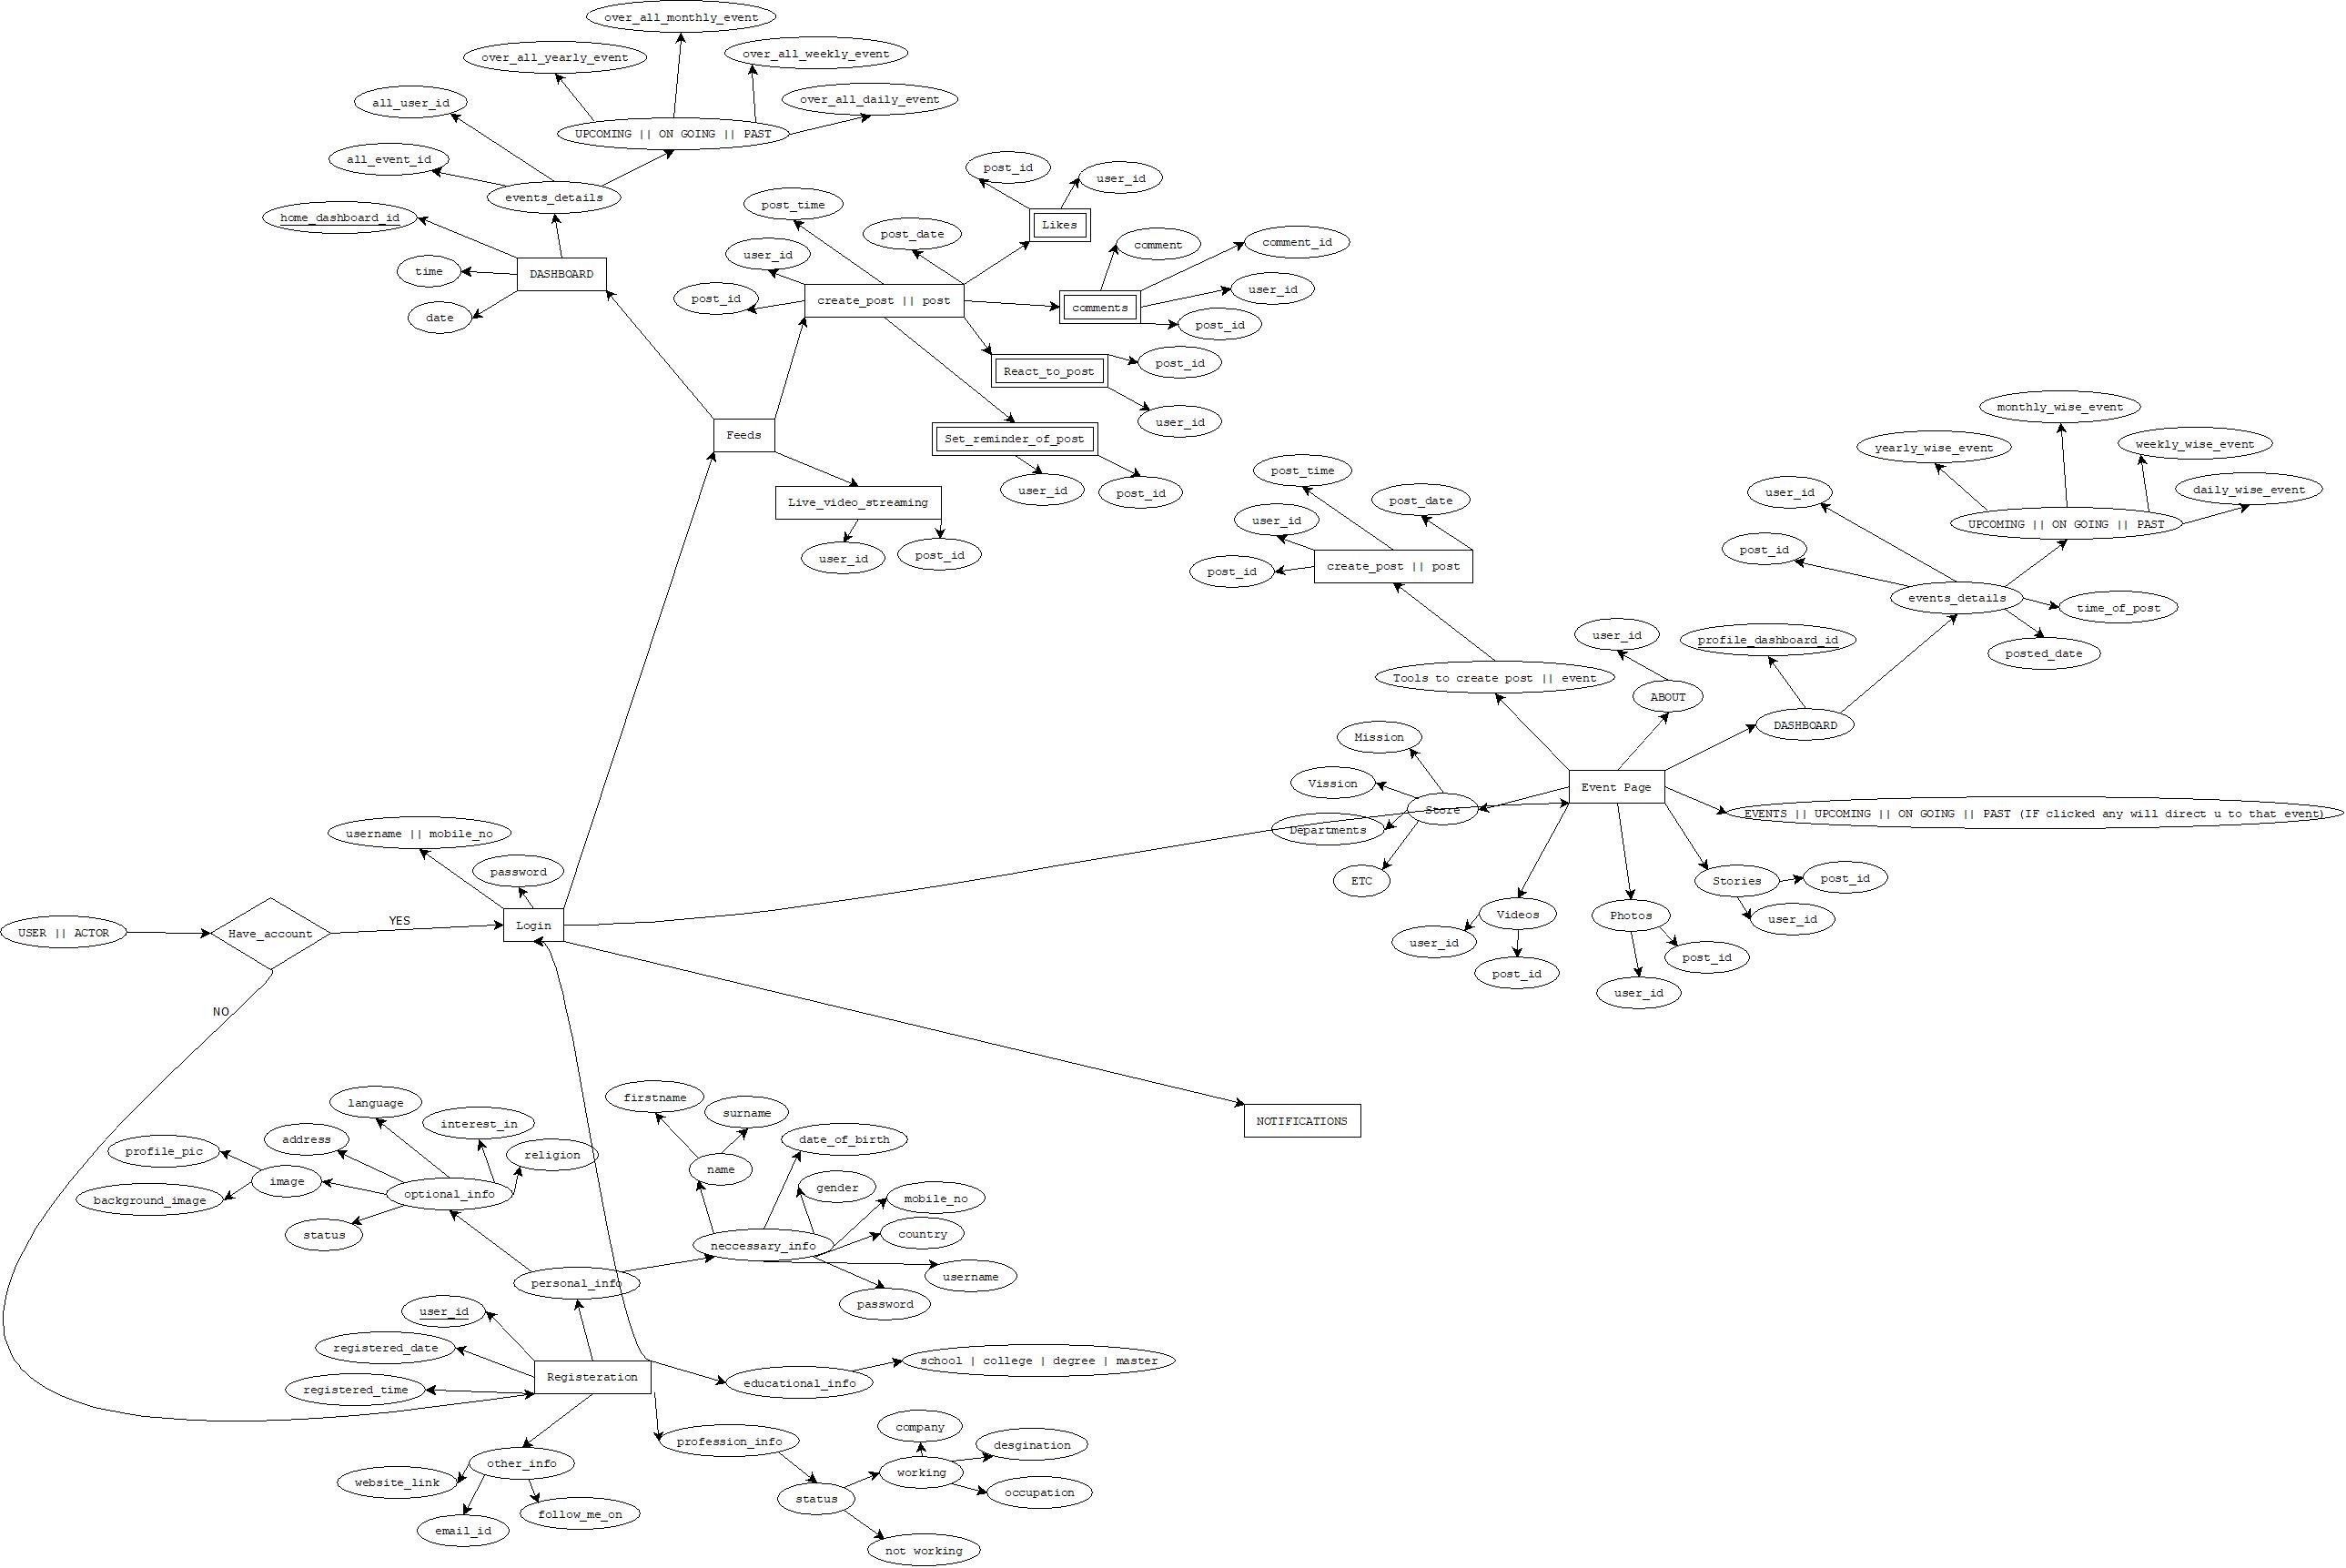 over_all_monthly_event
over_all_yearly_event
over_all_weekly_event
all_user_id
over_all_daily_event
UPCOMING || ON GOING || PAST
all_event_id
events_details
home_dashboard_id
time
DASHBOARD
date
post_id
user_id
Likes
post_time
post_date
user_id
post_id
create_post || post
comment
comment_id
user_id
comments
post_id
React_to_post
post_id
user_id
Feeds
Set_reminder_of_post
user_id
post_id
Live_video_streaming
user_id
post_id
monthly_wise_event
yearly_wise_event
weekly_wise_event
user_id
daily_wise_event
UPCOMING || ON GOING || PAST
post_id
events_details
time_of_post
posted_date
post_time
post_date
user_id
post_id
create_post || post
user_id
profile_dashboard_id
Tools to create post || event
ABOUT
DASHBOARD
Mission
Vission
Event Page
Store
Departments
EVENTS || UPCOMING || ON GOING || PAST (IF clicked any will direct u to that event)
ETC
Stories
post_id
user_id
Videos
Photos
user_id
post_id
post_id
user_id
username || mobile_no
password
USER || ACTOR
Have_account
YES
Login
NO
NOTIFICATIONS
language
interest_in
address
religion
profile_pic
image
optional_info
background_image
status
firstname
surname
date_of_birth
name
gender
mobile_no
country
neccessary_info
username
personal_info
password
user_id
registered_date
Registeration
registered_time
educational_info
school | college | degree | master
other_info
website_link
follow_me_on
email_id
profession_info
company
desgination
working
status
occupation
not working